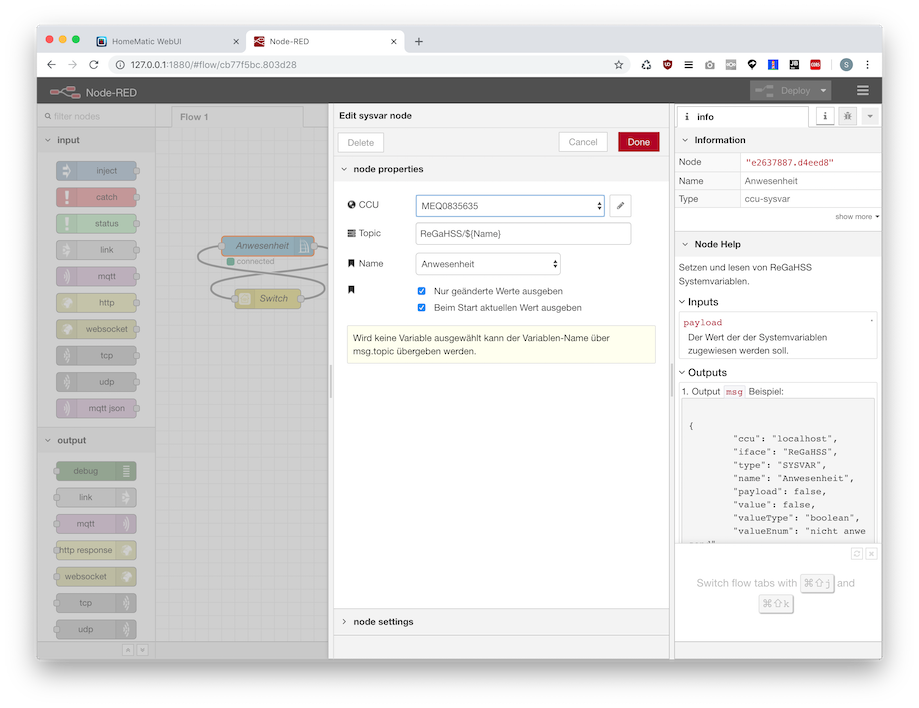 HomeMatic WebUI
Node-RED
127.0.0.1:1880/#flow/cb77f5bc.803d28
S
Node-RED
Deploy
filter nodes
input
inject
catch
status
link
mqtt
http
websocket
tcp
udp
mqtt json
output
debug
link
mqtt
http response
websocket
tcp
udp
Flow 1
Anwesenheit
connected
Switch
Edit sysvar node
Delete
Cancel
Done
node properties
CCU
MEQ0835635
Topic
ReGaHSS/${Name}
Name
Anwesenheit
Nur geänderte Werte ausgeben
Beim Start aktuellen Wert ausgeben
Wird keine Variable ausgewählt kann der Variablen-Name über
msg.topic übergeben werden.
node settings
info
Information
Node "e2637887.d4eed8"
Name Anwesenheit
Type ccu-sysvar
show more
Node Help
Setzen und lesen von ReGaHSS
Systemvariablen.
Inputs
payload
Der Wert der der Systemvariablen
zugewiesen werden soll.
Outputs
1. Output msg Beispiel:
{
"ccu": "localhost",
"iface": "ReGaHSS",
"type": "SYSVAR",
"name": "Anwesenheit",
"payload": false,
"value": false,
"valueType": "boolean",
"valueEnum": "nicht anwe
Switch flow tabs with ⌘⇧j and
⌘⇧k